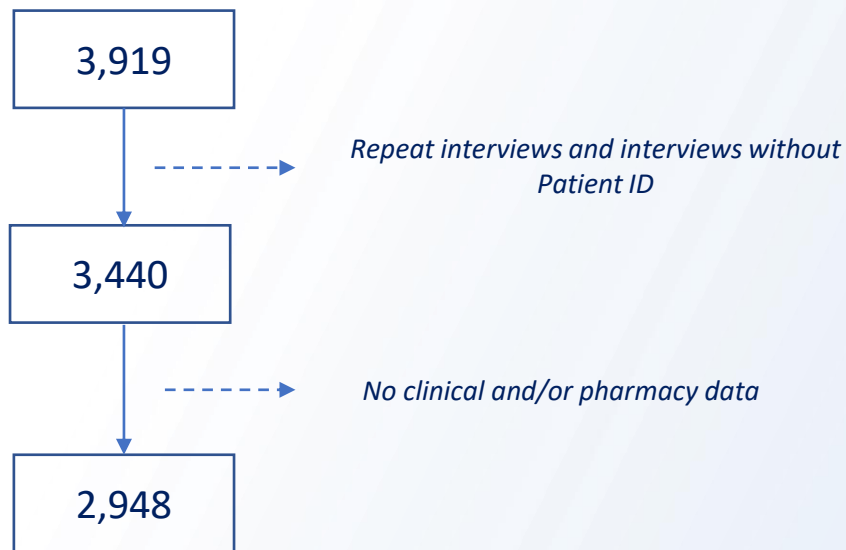 3,919
Repeat interviews and interviews without
Patient ID
3,440
No clinical and/or pharmacy data
2,948